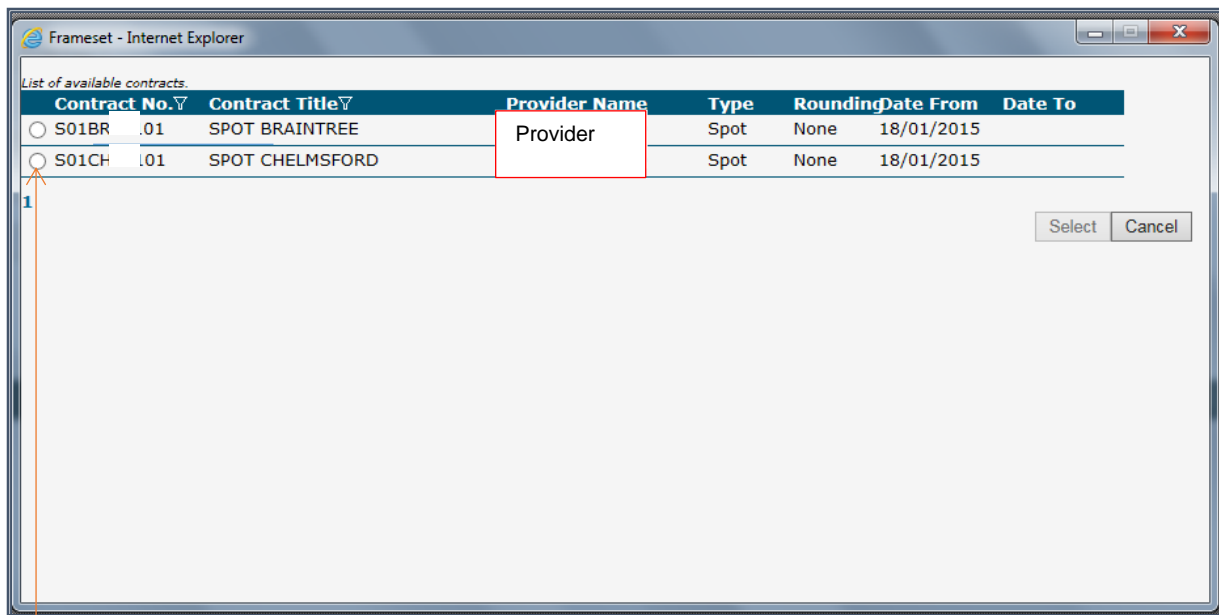 Frameset - Internet Explorer
List of available contracts.
Contract No. Contract Title Provider Name Type Rounding Date From Date To
S01BR 101 SPOT BRAINTREE Provider Spot None 18/01/2015
S01CH 101 SPOT CHELMSFORD Spot None 18/01/2015
1
Select Cancel